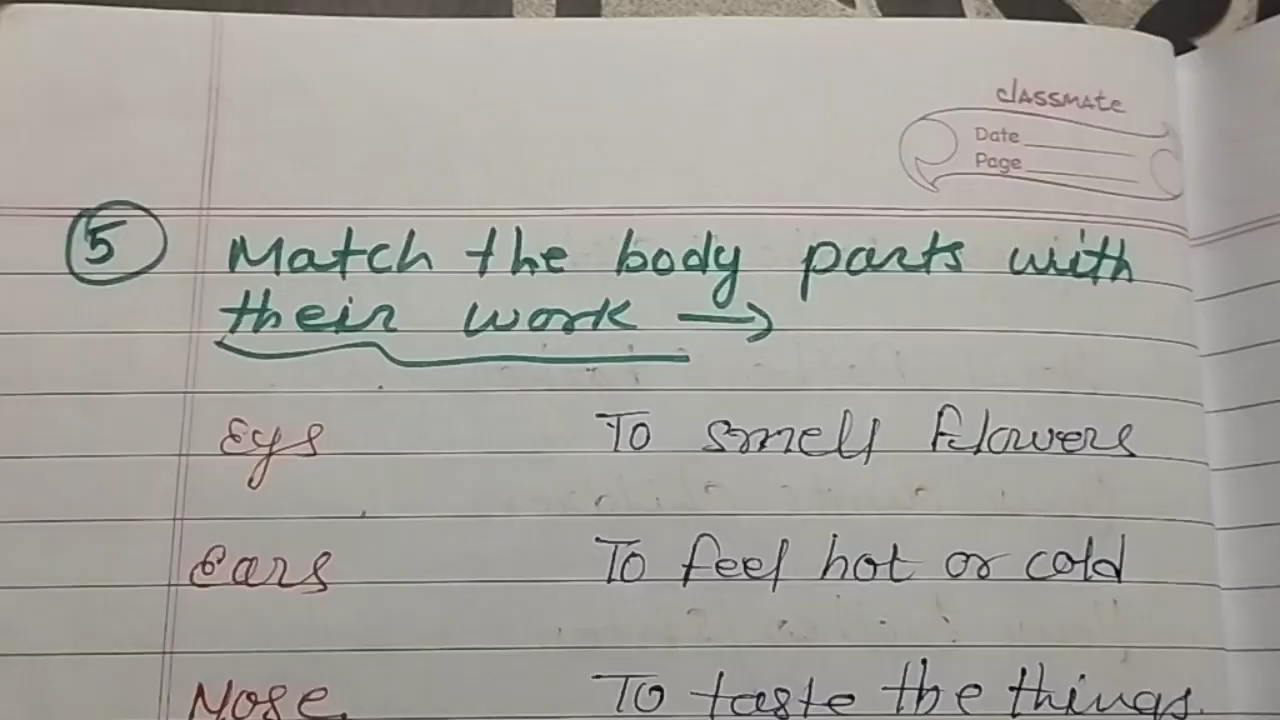 classmate
Date
Page
5 Match the body parts with
their work →
Eys To smell flowers
Ears To feel hot or cold
Nose To taste the things.